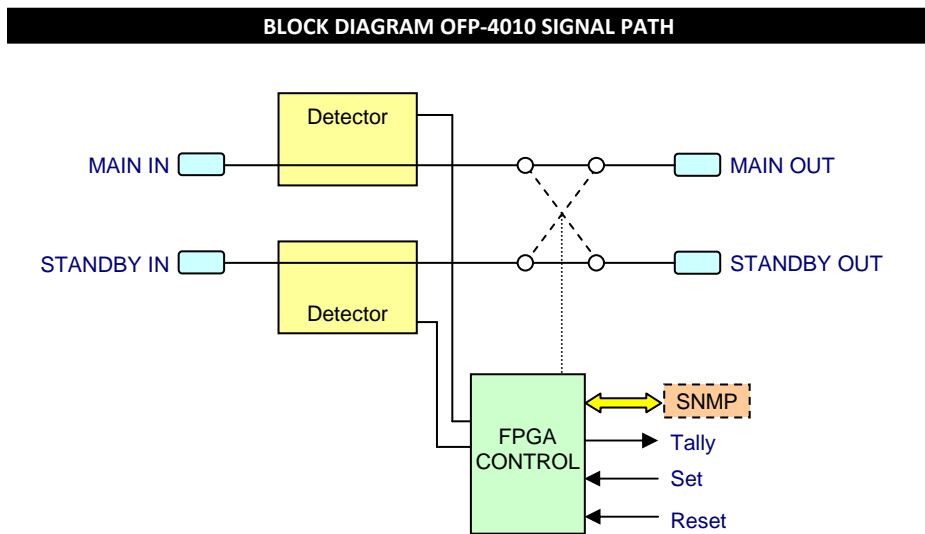 BLOCK DIAGRAM OFP-4010 SIGNAL PATH
Detector
MAIN IN
MAIN OUT
STANDBY IN
STANDBY OUT
Detector
SNMP
FPGA
CONTROL
Tally
Set
Reset